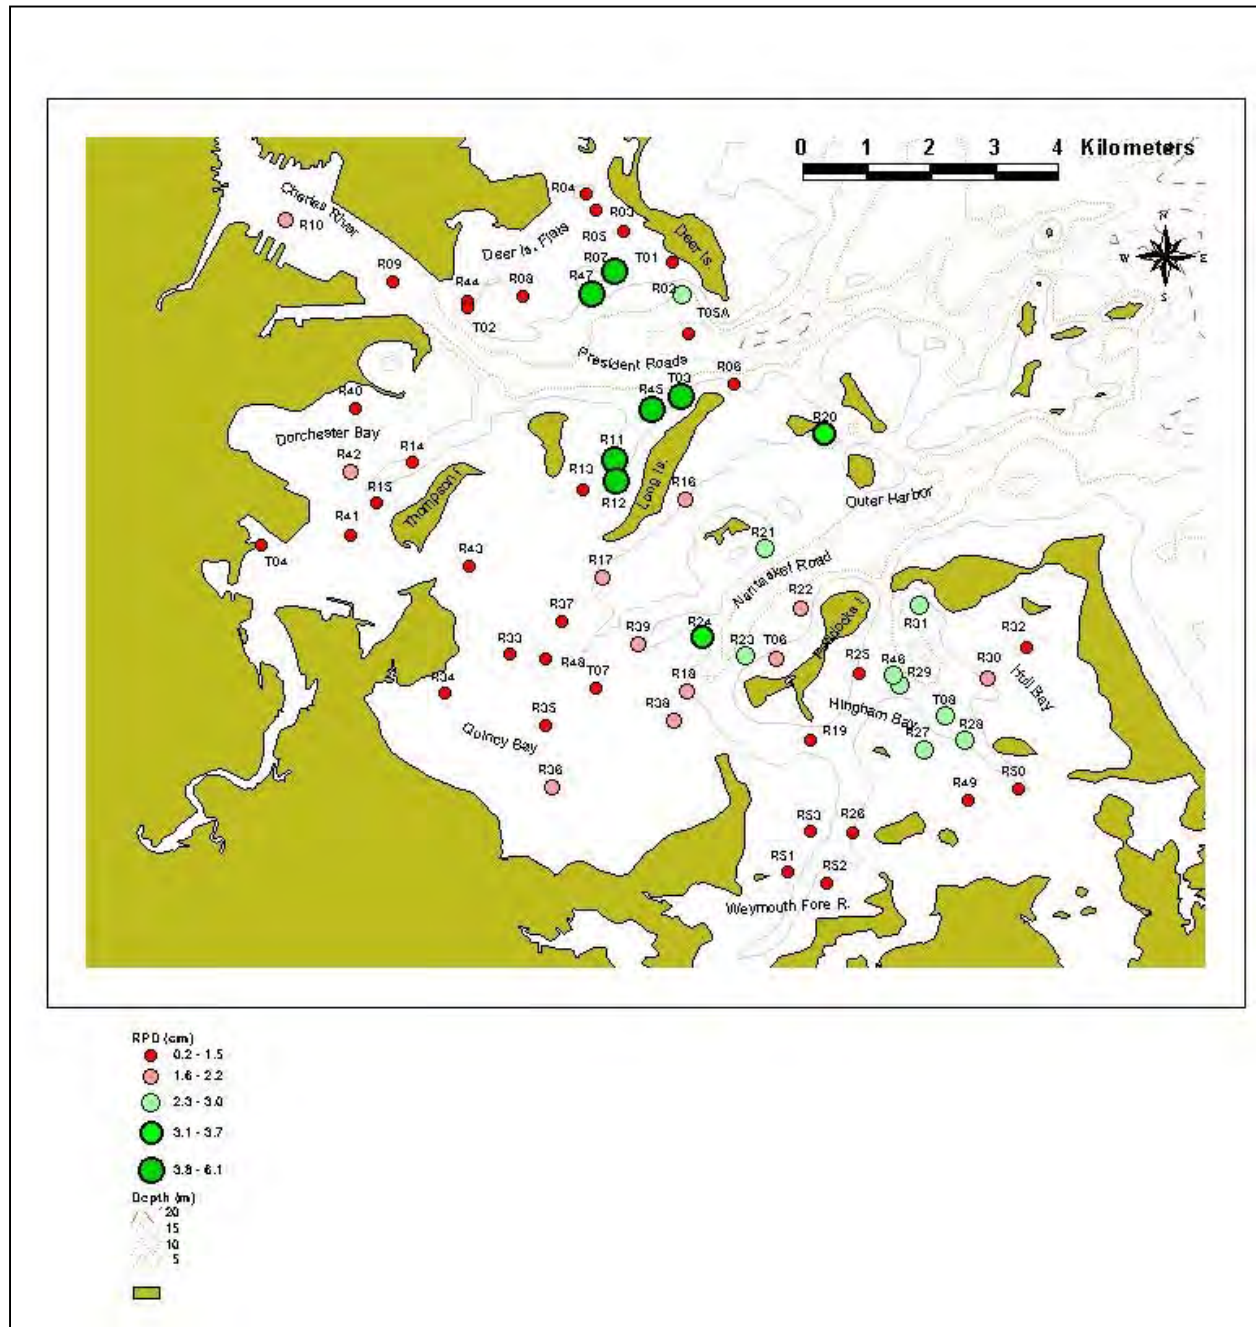 0 1 2 3 4 Kilometers
N
W E
S
Charles River
R10
R04
R03
Deer Is. Flats
R05
Deer Is.
R07
T01
R09
R44
R08
R47
R02
T02
T05A
President Roads
R06
T03
R45
R40
R20
Dorchester Bay
R11
R42
R14
R13
R15
Thompson I.
R12
Long Is.
R16
Outer Harbor
R41
R21
T04
R43
R17
Nantasket Road
R22
R31
R37
R24
R32
R39
R23
T06
R33
R48
R25
R46
R29
R30
Hull Bay
R34
T07
R18
T08
R35
R38
Hingham Bay
R28
Quincy Bay
R19
R27
R36
R49
R50
R53
R26
R51
R52
Weymouth Fore R.
RPD (cm)
0.2 - 1.5
1.6 - 2.2
2.3 - 3.0
3.1 - 3.7
3.8 - 6.1
Depth (m)
20
15
10
5